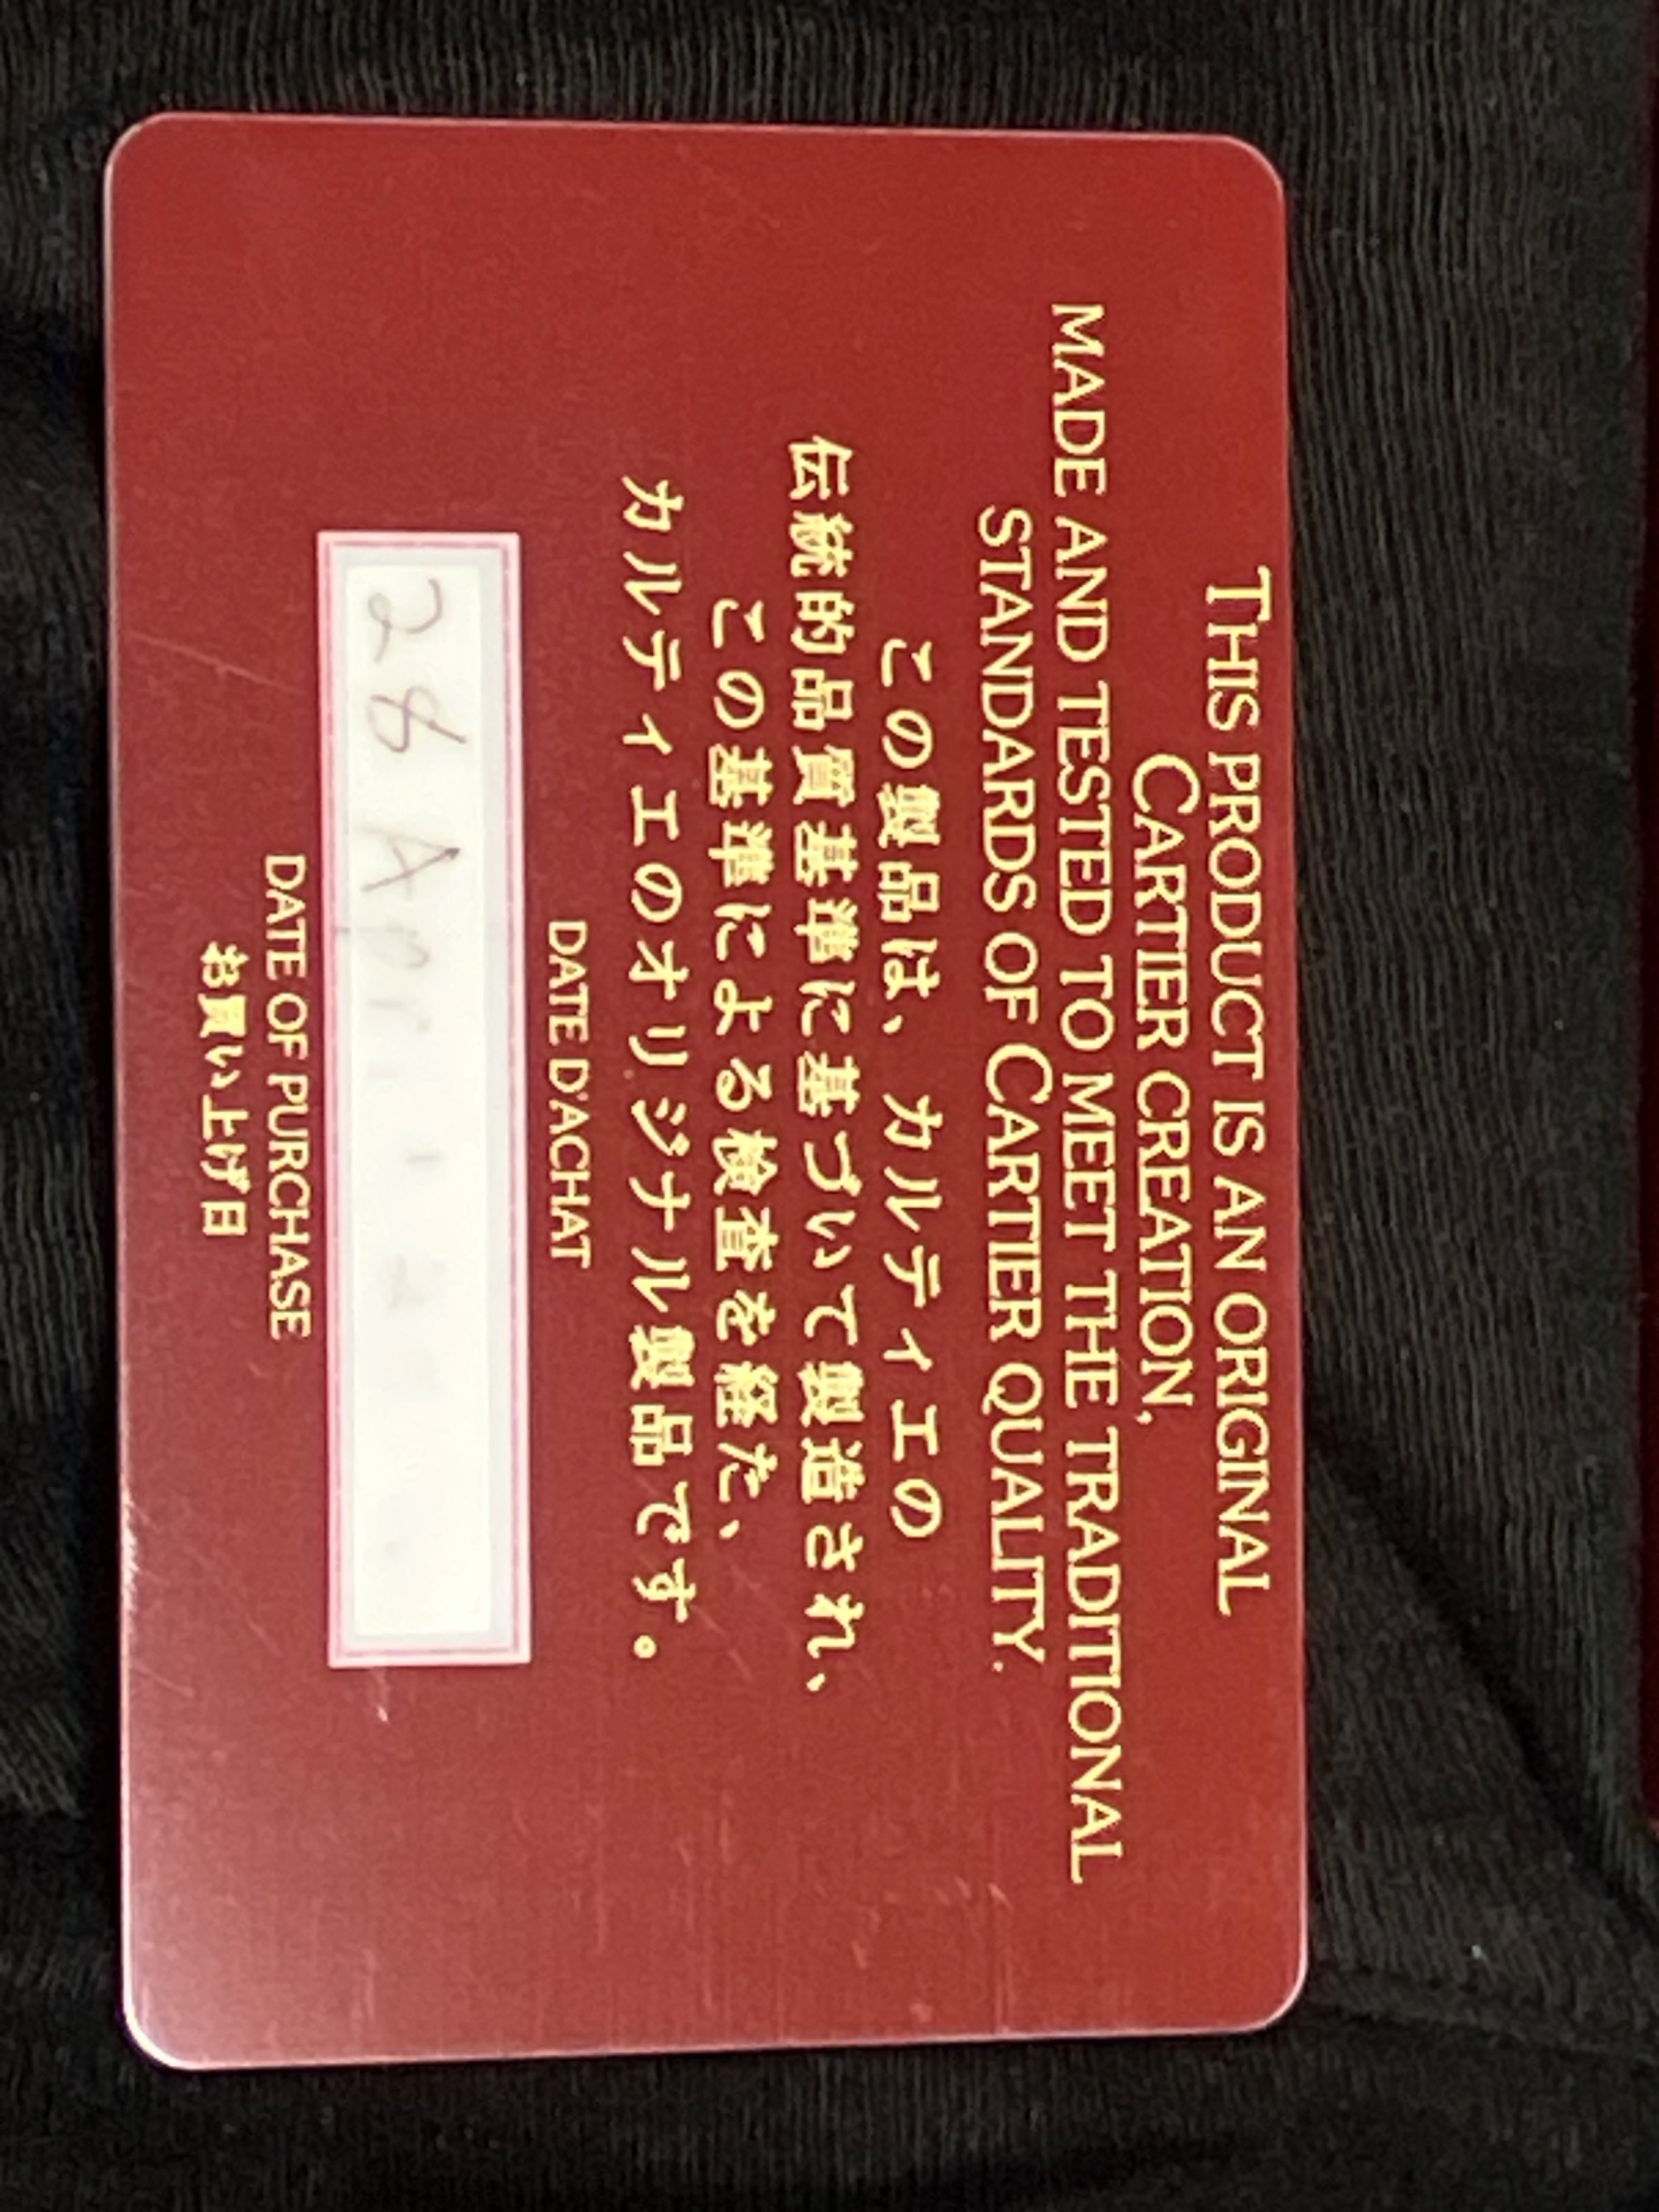 THIS PRODUCT IS AN ORIGINAL
CARTIER CREATION,
MADE AND TESTED TO MEET THE TRADITIONAL
STANDARDS OF CARTIER QUALITY.
この製品は、カルティエの
伝統的品質基準に基づいて製造され、
この基準による検査を経た、
カルティエのオリジナル製品です。
DATE D'ACHAT
28 Apri
DATE OF PURCHASE
お買い上げ日